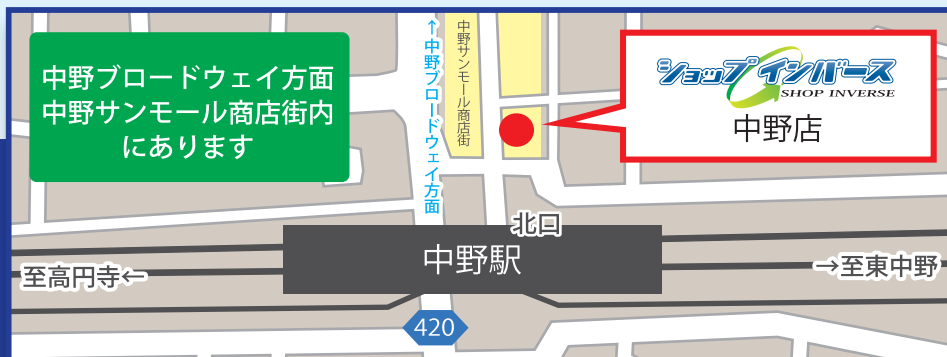 中野ブロードウェイ方面
中野サンモール商店街内
にあります
↑中野ブロードウェイ方面
中野サンモール商店街
ショップインバース
SHOP INVERSE
中野店
北口
中野駅
至高円寺←
→至東中野
420